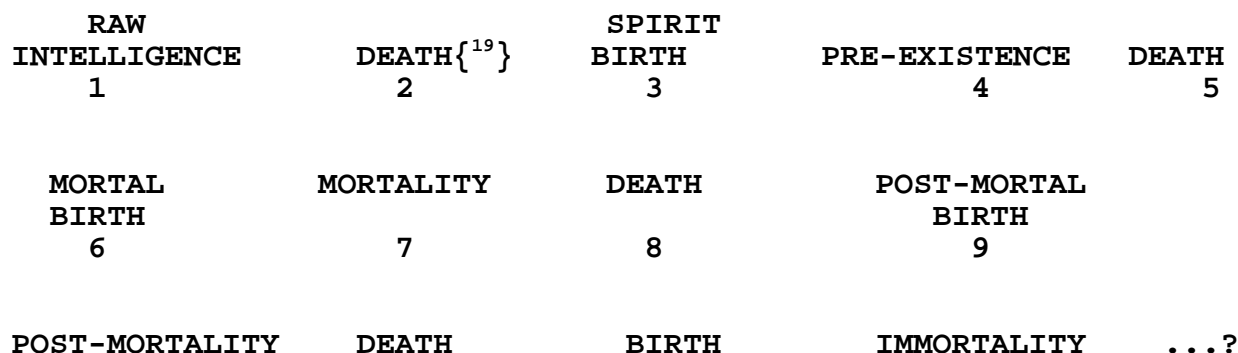 RAW SPIRIT
INTELLIGENCE DEATH{19} BIRTH PRE-EXISTENCE DEATH
1 2 3 4 5
MORTAL MORTALITY DEATH POST-MORTAL
BIRTH BIRTH
6 7 8 9
POST-MORTALITY DEATH BIRTH IMMORTALITY ...?